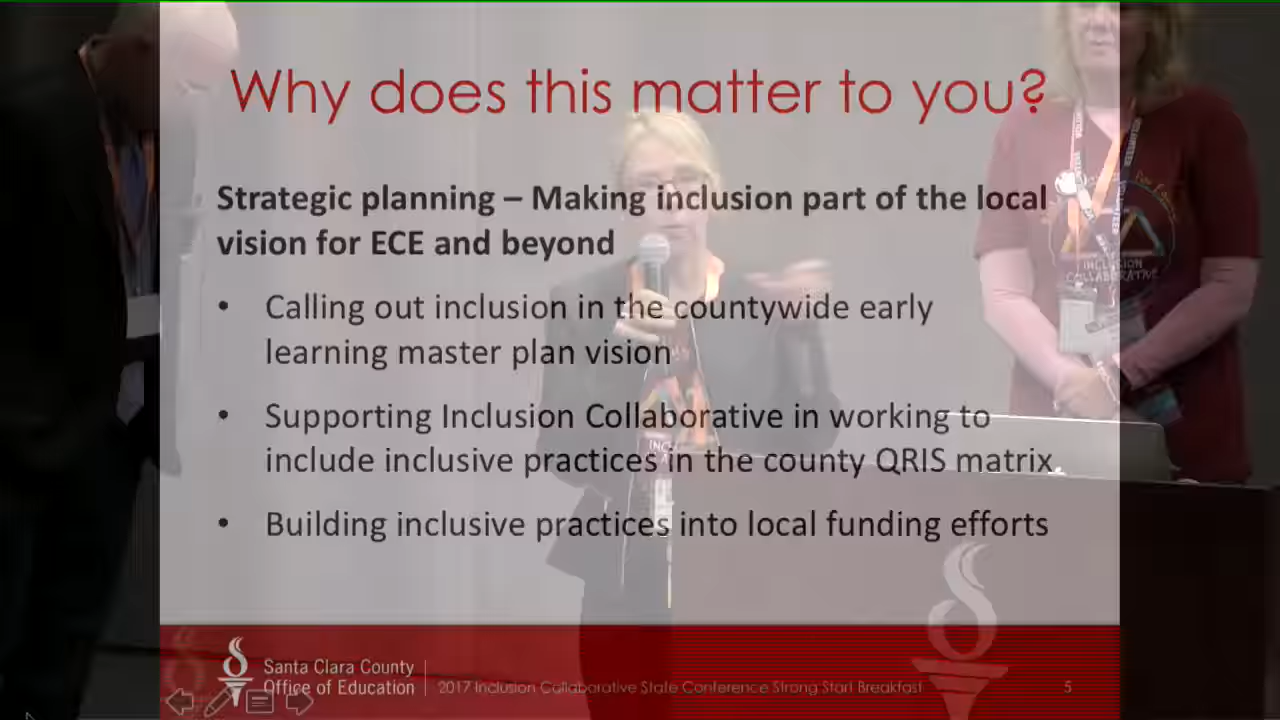 Why does this matter to you?
Strategic planning – Making inclusion part of the local
vision for ECE and beyond
• Calling out inclusion in the countywide early
learning master plan vision
• Supporting Inclusion Collaborative in working to
include inclusive practices in the county QRIS matrix.
• Building inclusive practices into local funding efforts
INCLUSION
COLLABORATIVE
VOLUNTEER
Santa Clara County
Office of Education
2017 Inclusion Collaborative State Conference Strong Start Breakfast
5